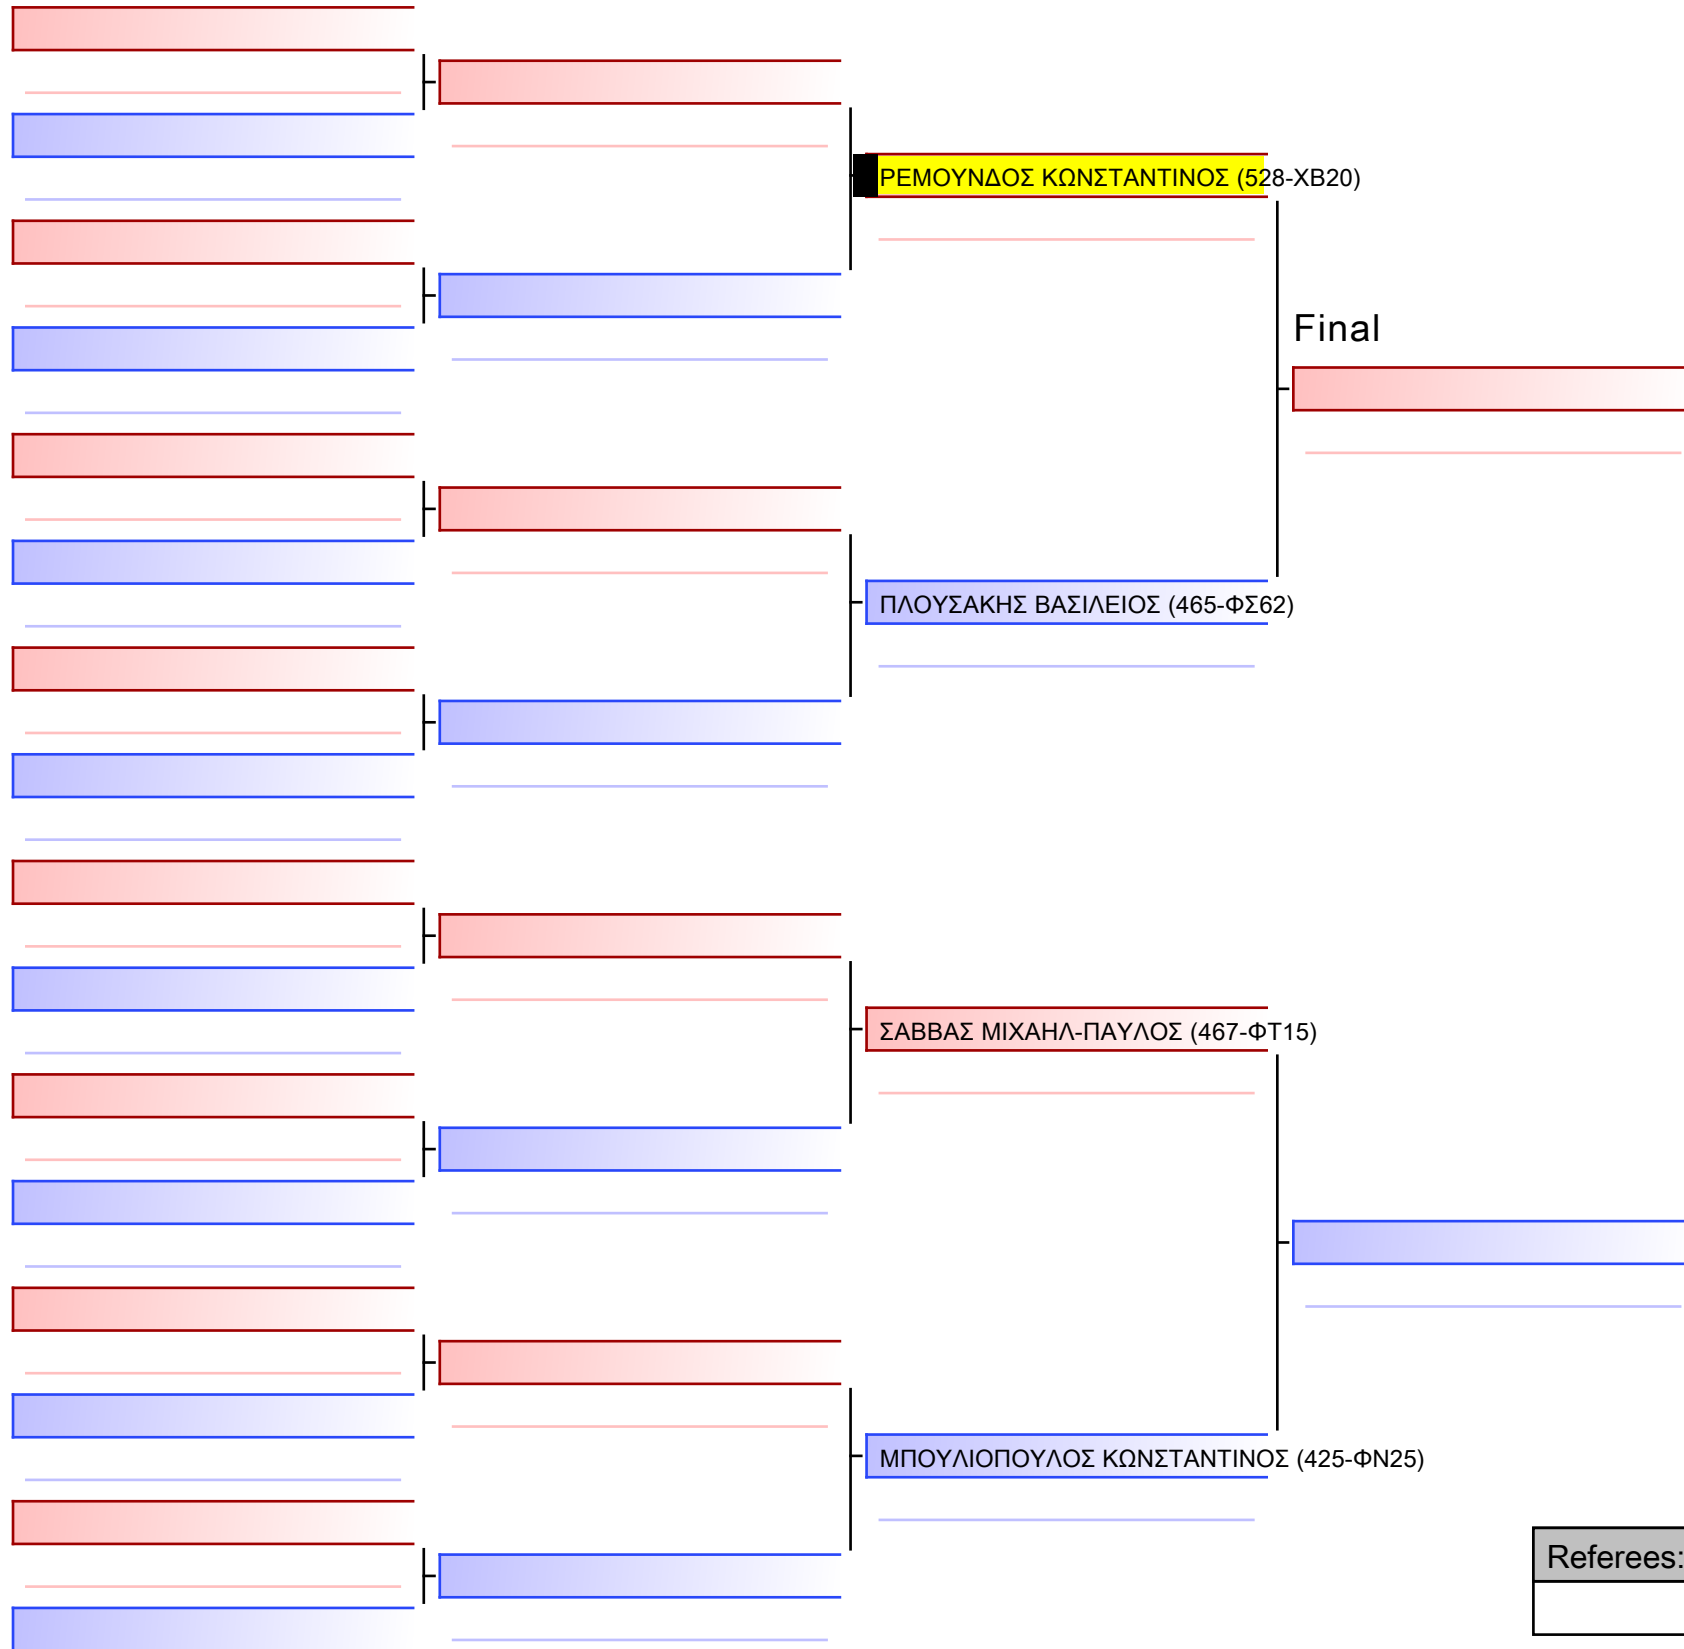 ΡΕΜΟΥΝΔΟΣ ΚΩΝΣΤΑΝΤΙΝΟΣ (528-ΧΒ20)
Final
ΠΛΟΥΣΑΚΗΣ ΒΑΣΙΛΕΙΟΣ (465-ΦΣ62)
ΣΑΒΒΑΣ ΜΙΧΑΗΛ-ΠΑΥΛΟΣ (467-ΦΤ15)
ΜΠΟΥΛΙΟΠΟΥΛΟΣ ΚΩΝΣΤΑΝΤΙΝΟΣ (425-ΦΝ25)
Referees: